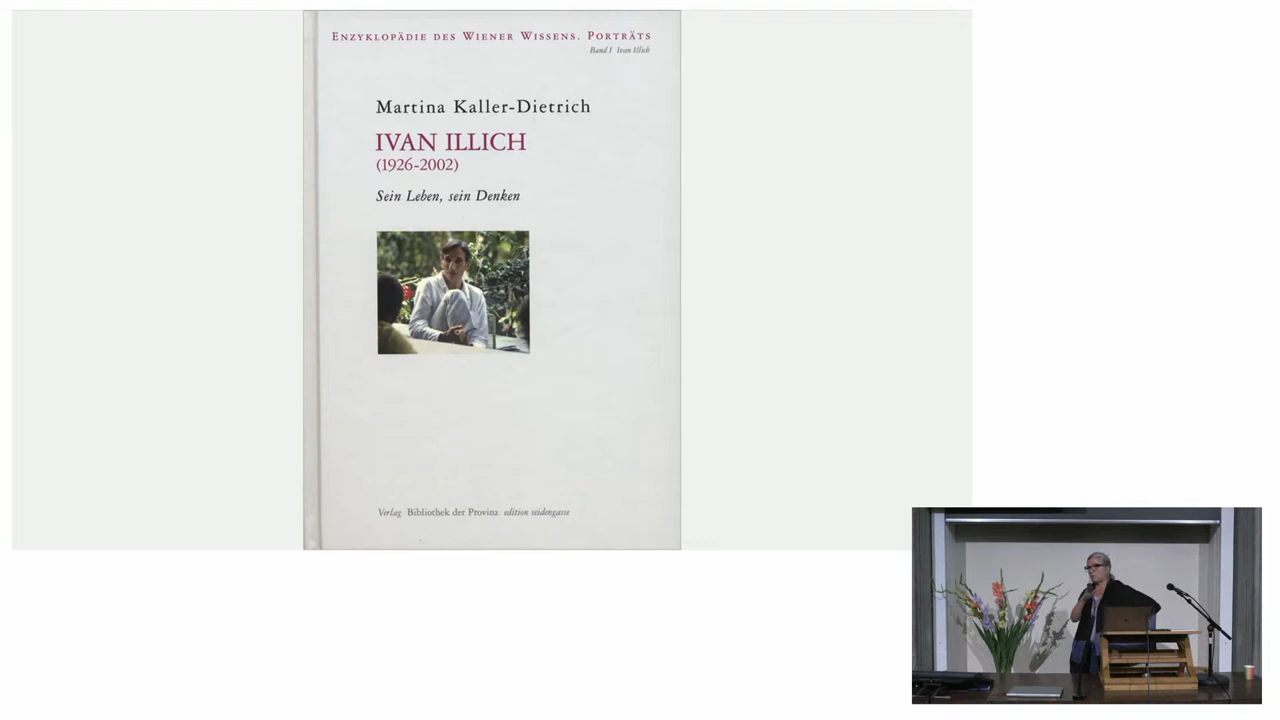 ENZYKLOPÄDIE DES WIENER WISSENS. PORTRÄTS
Band I Ivan Illich
Martina Kaller-Dietrich
IVAN ILLICH
(1926-2002)
Sein Leben, sein Denken
Verlag Bibliothek der Provinz edition seidengasse